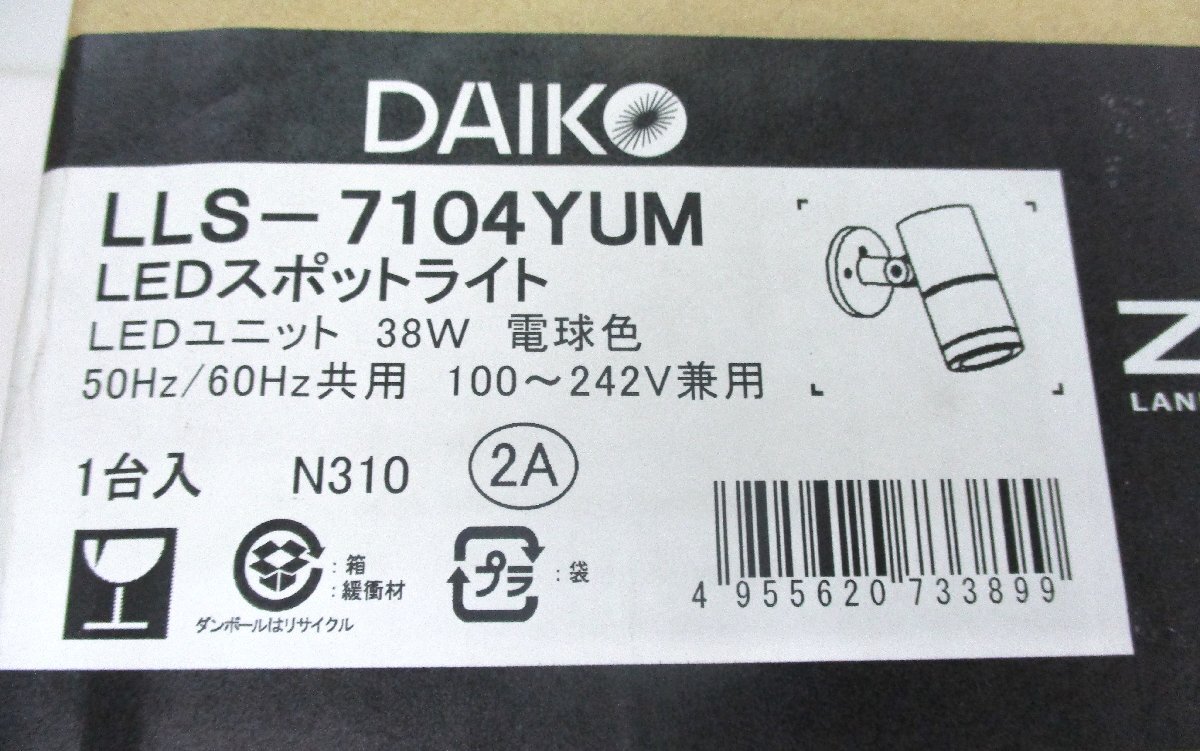 DAIKO
LLS-7104YUM
LEDスポットライト
LEDユニット 38W 電球色
50Hz/60Hz共用 100〜242V兼用
1台入 N310 2A
:箱
:緩衝材
ダンボールはリサイクル
プラ :袋
4 955620 733899